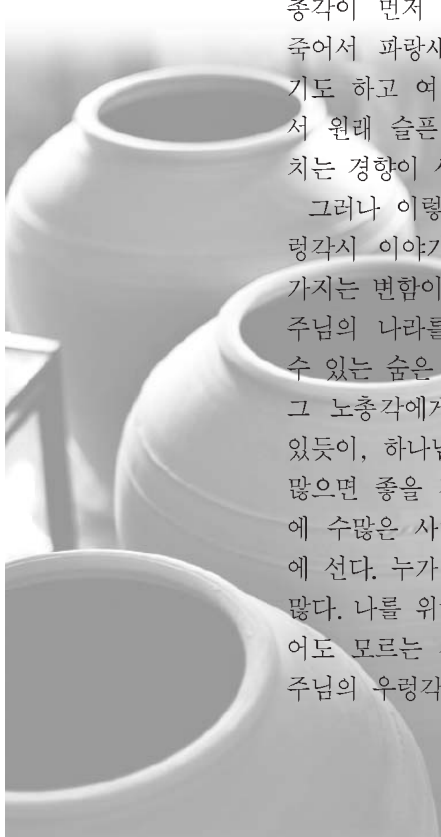 총각이 먼저
죽어서 파랑새
기도 하고 여
서 원래 슬픈
치는 경향이
그러나 이렇
렁각시 이야기
가지는 변함이
주님의 나라를
수 있는 숨은
그 노총각에게
있듯이, 하나님
많으면 좋을
에 수많은 사
에 선다. 누가
많다. 나를 위
어도 모르는
주님의 우렁각